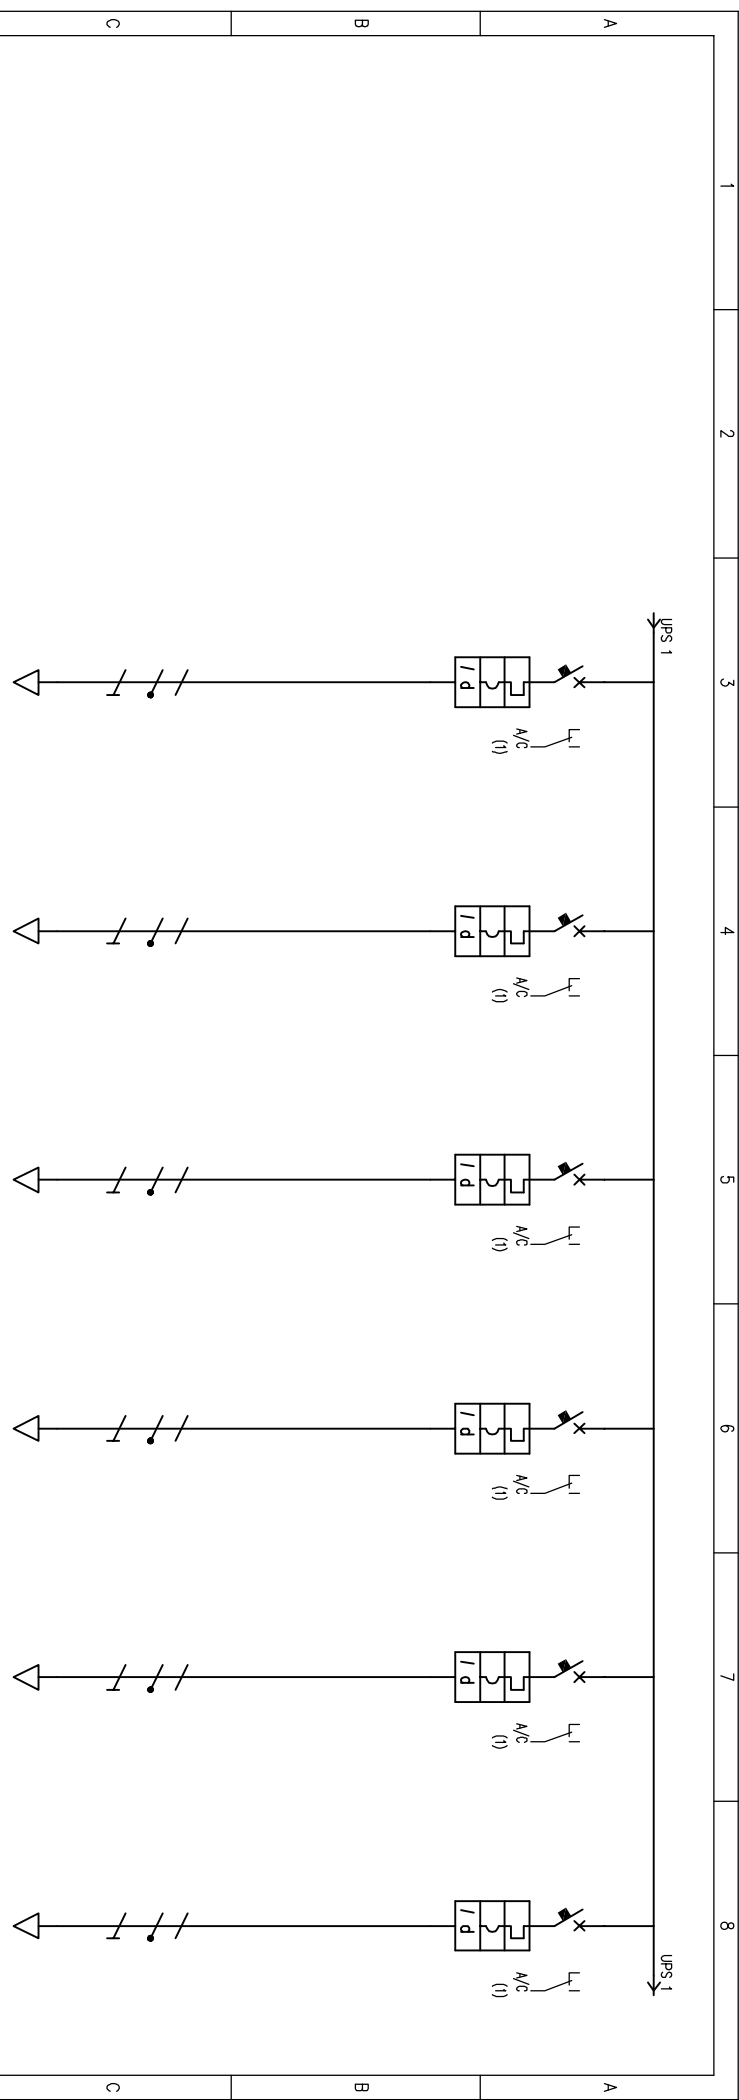 1 2 3 4 5 6 7 8
UPS 1 UPS 1
A A
A/C A/C A/C A/C A/C A/C
(1) (1) (1) (1) (1) (1)
I d I d I d I d I d I d
B B
C C